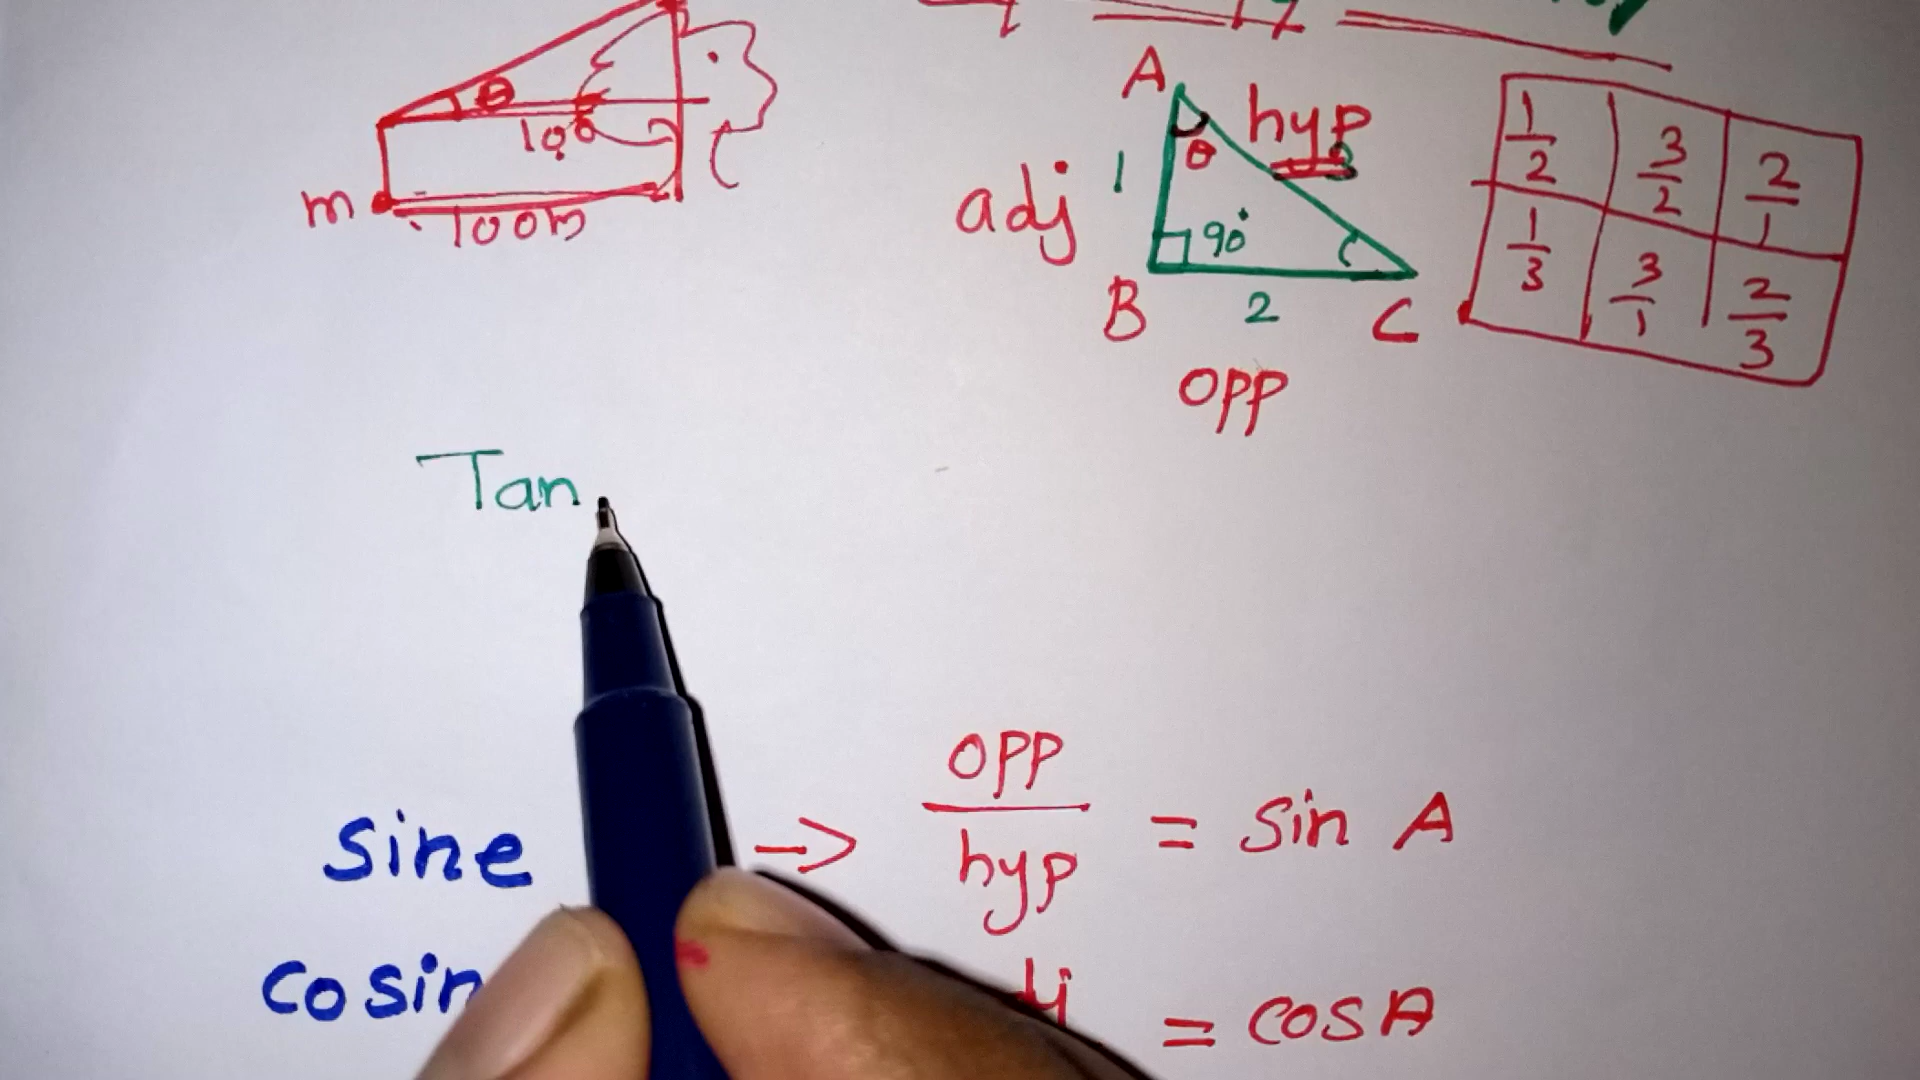 θ
100
m
100m
A
hyp
θ
3
adj
1
90°
B
2
C
opp
1/2 3/2 2/1
1/3 3/1 2/3
Tan
sine → opp/hyp = sin A
cosin
= cos A